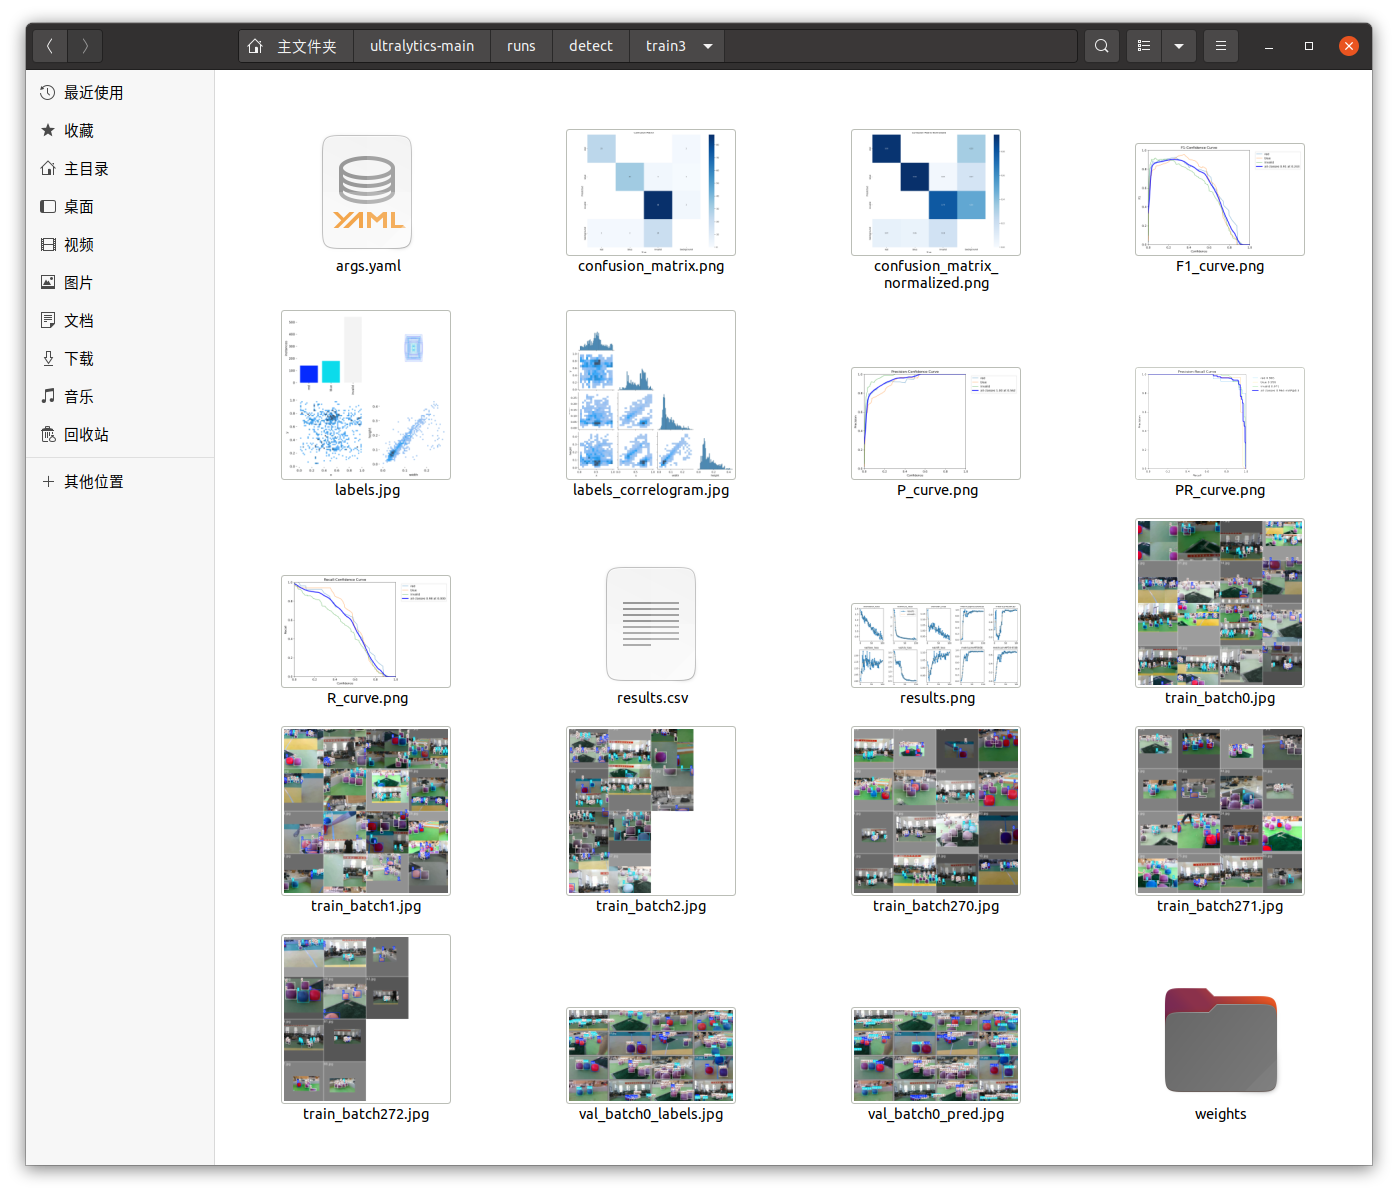 主文件夹
ultralytics-main
runs
detect
train3
最近使用
收藏
主目录
桌面
视频
图片
文档
下载
音乐
回收站
其他位置
YAML
args.yaml
confusion_matrix.png
confusion_matrix_
normalized.png
F1_curve.png
labels.jpg
labels_correlogram.jpg
P_curve.png
PR_curve.png
R_curve.png
results.csv
results.png
train_batch0.jpg
train_batch1.jpg
train_batch2.jpg
train_batch270.jpg
train_batch271.jpg
train_batch272.jpg
val_batch0_labels.jpg
val_batch0_pred.jpg
weights